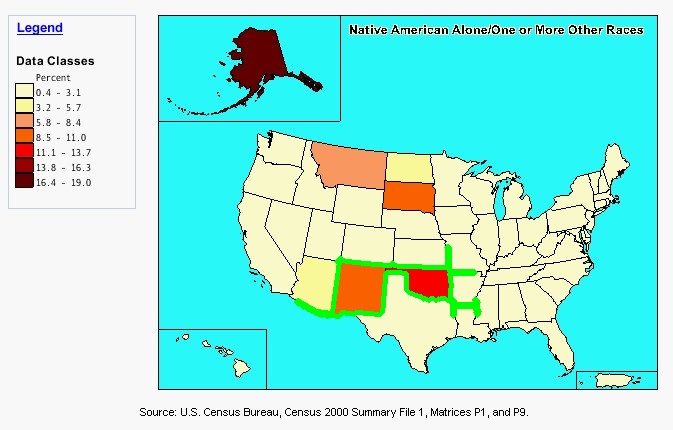 Legend
Native American Alone/One or More Other Races
Data Classes
Percent
0.4 - 3.1
3.2 - 5.7
5.8 - 8.4
8.5 - 11.0
11.1 - 13.7
13.8 - 16.3
16.4 - 19.0
Source: U.S. Census Bureau, Census 2000 Summary File 1, Matrices P1, and P9.